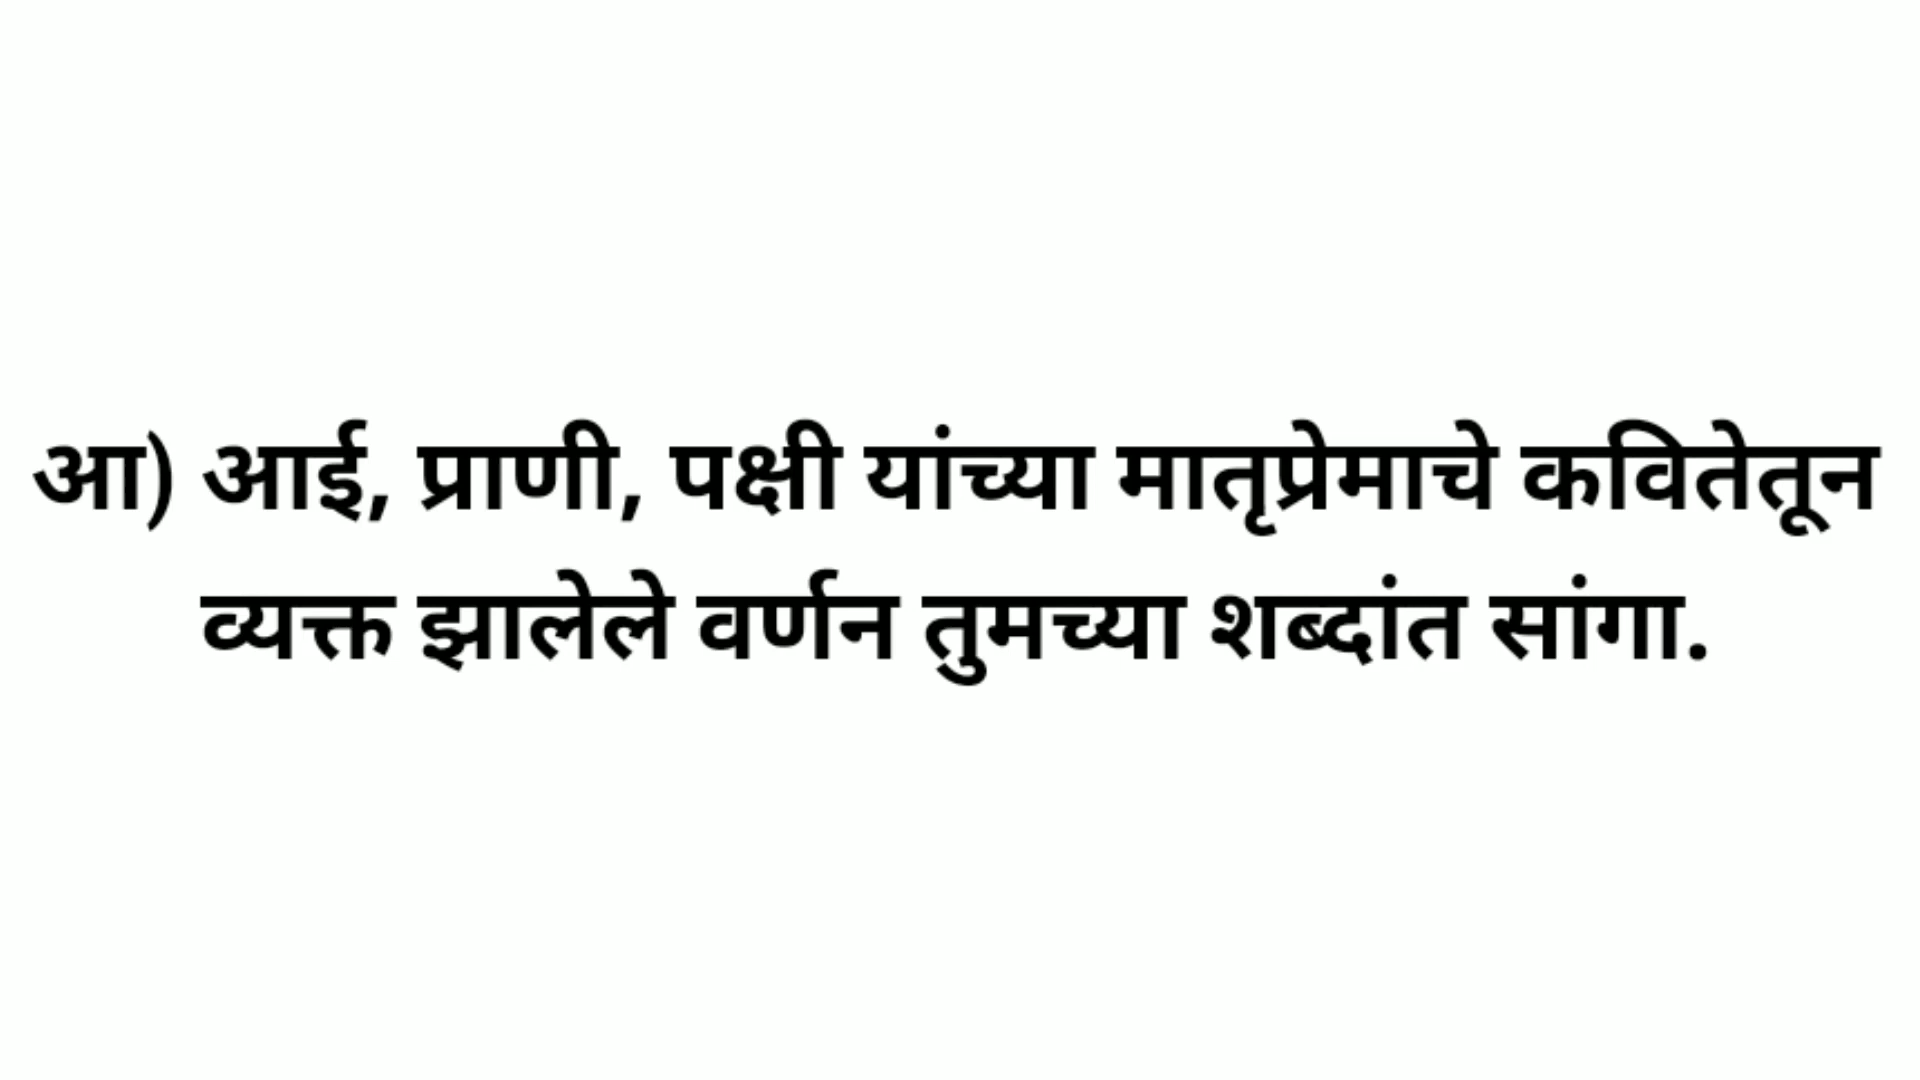 आ) आई, प्राणी, पक्षी यांच्या मातृप्रेमाचे कवितेतून
व्यक्त झालेले वर्णन तुमच्या शब्दांत सांगा.